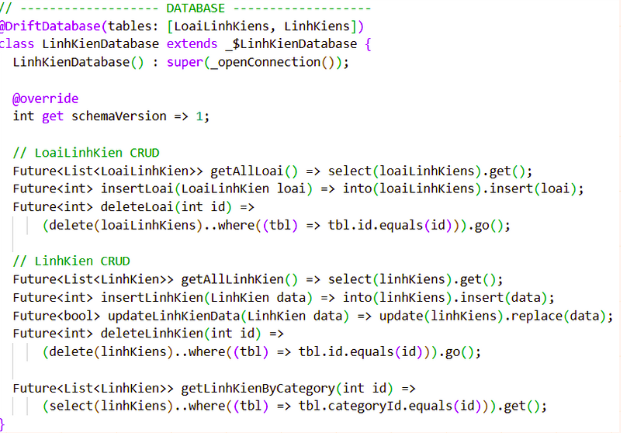 // ------------------ DATABASE ------------------
@DriftDatabase(tables: [LoaiLinhKiens, LinhKiens])
class LinhKienDatabase extends _$LinhKienDatabase {
  LinhKienDatabase() : super(_openConnection());

  @override
  int get schemaVersion => 1;

  // LoaiLinhKien CRUD
  Future<List<LoaiLinhKien>> getAllLoai() => select(loaiLinhKiens).get();
  Future<int> insertLoai(LoaiLinhKien loai) => into(loaiLinhKiens).insert(loai);
  Future<int> deleteLoai(int id) =>
      (delete(loaiLinhKiens)..where((tbl) => tbl.id.equals(id))).go();

  // LinhKien CRUD
  Future<List<LinhKien>> getAllLinhKien() => select(linhKiens).get();
  Future<int> insertLinhKien(LinhKien data) => into(linhKiens).insert(data);
  Future<bool> updateLinhKienData(LinhKien data) => update(linhKiens).replace(data);
  Future<int> deleteLinhKien(int id) =>
      (delete(linhKiens)..where((tbl) => tbl.id.equals(id))).go();

  Future<List<LinhKien>> getLinhKienByCategory(int id) =>
      (select(linhKiens)..where((tbl) => tbl.categoryId.equals(id))).get();
}